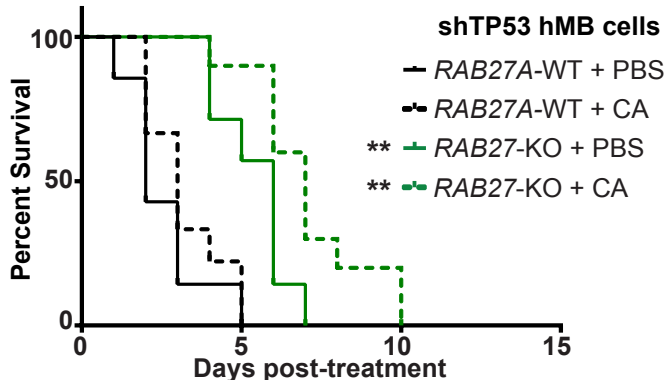 shTP53 hMB cells
RAB27A-WT + PBS
RAB27A-WT + CA
** RAB27-KO + PBS
** RAB27-KO + CA
Percent Survival
100
50
0
0 5 10 15
Days post-treatment